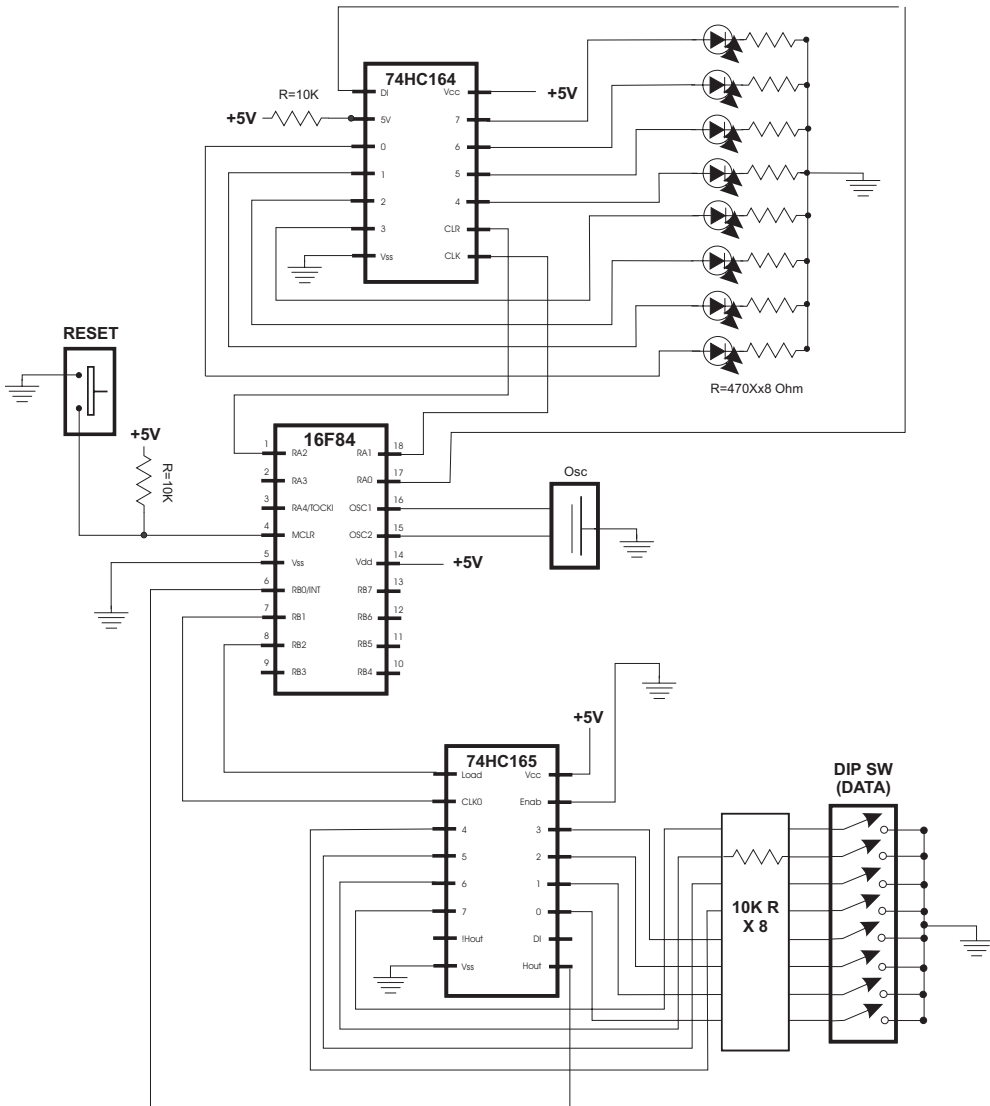 74HC164
DI
Vcc
+5V
R=10K
+5V
5V
7
0
6
1
5
2
4
3
CLR
Vss
CLK
R=470Xx8 Ohm
RESET
+5V
R=10K
16F84
1
RA2
RA1
18
2
RA3
RA0
17
3
RA4/TOCKI
OSC1
16
4
MCLR
OSC2
15
5
Vss
Vdd
14
+5V
6
RB0/INT
RB7
13
7
RB1
RB6
12
8
RB2
RB5
11
9
RB3
RB4
10
Osc
+5V
74HC165
Load
Vcc
CLK0
Enab
4
3
5
2
6
1
7
0
!Hout
DI
Vss
Hout
10K R
X 8
DIP SW
(DATA)